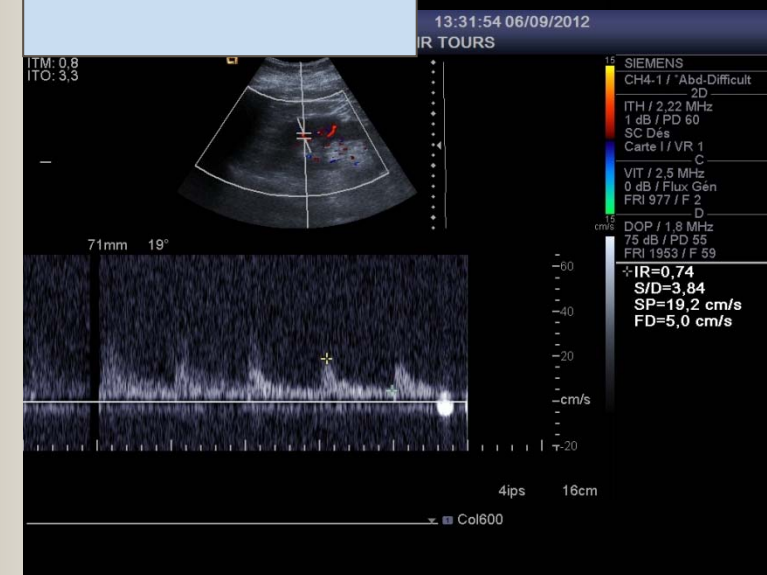 13:31:54 06/09/2012
IR TOURS
ITM: 0,8
ITO: 3,3
15
15
cm/s
SIEMENS
CH4-1 / *Abd-Difficult
2D
ITH / 2,22 MHz
1 dB / PD 60
SC Dés
Carte I / VR 1
C
VIT / 2,5 MHz
0 dB / Flux Gén
FRI 977 / F 2
D
DOP / 1,8 MHz
75 dB / PD 55
FRI 1953 / F 59
IR=0,74
S/D=3,84
SP=19,2 cm/s
FD=5,0 cm/s
71mm 19°
-60
-40
-20
-cm/s
-20
4ips 16cm
1 Col600